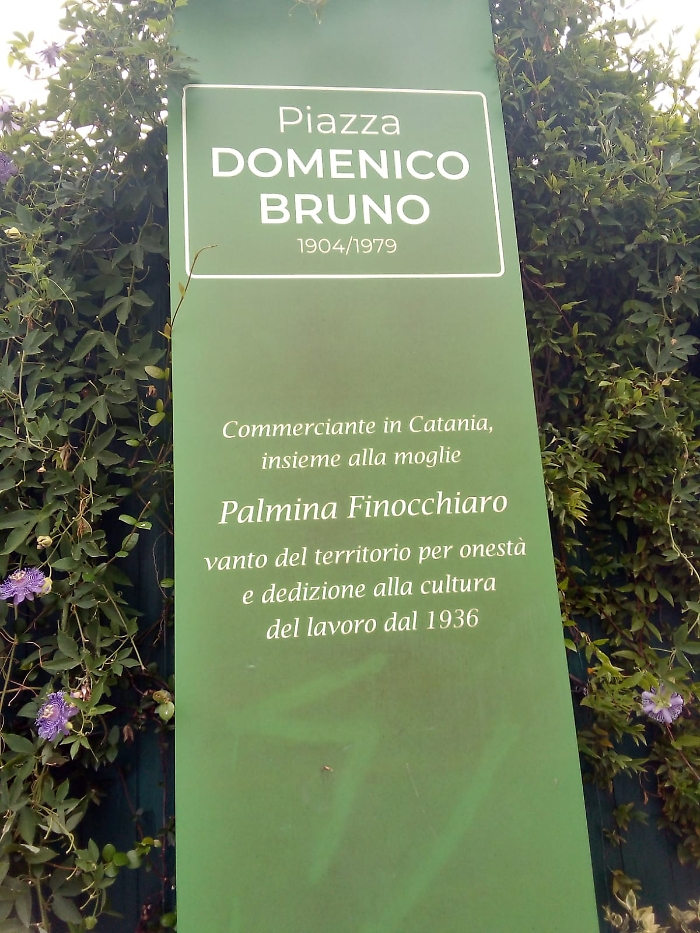 Piazza
DOMENICO
BRUNO
1904/1979
Commerciante in Catania,
insieme alla moglie
Palmina Finocchiaro
vanto del territorio per onestà
e dedizione alla cultura
del lavoro dal 1936